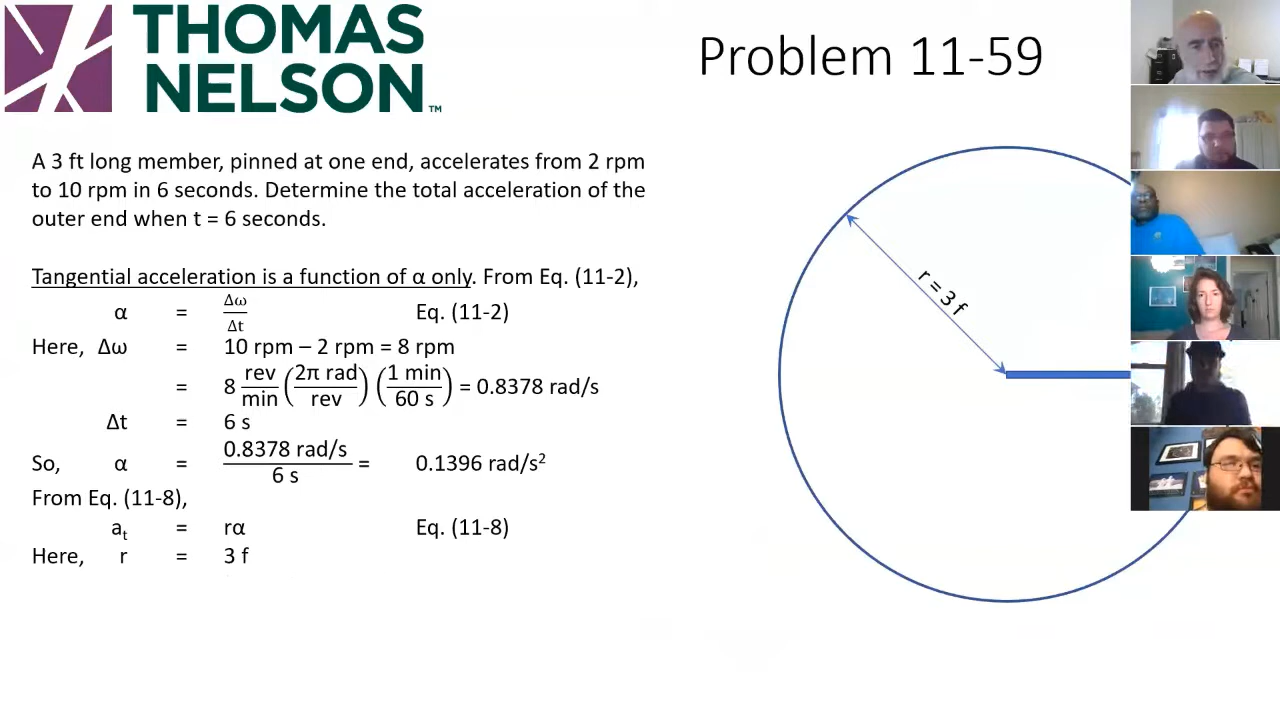 THOMAS
NELSON™
Problem 11-59
A 3 ft long member, pinned at one end, accelerates from 2 rpm
to 10 rpm in 6 seconds. Determine the total acceleration of the
outer end when t = 6 seconds.
Tangential acceleration is a function of α only. From Eq. (11-2),
α = Δω/Δt Eq. (11-2)
Here, Δω = 10 rpm – 2 rpm = 8 rpm
= 8 rev/min (2π rad/rev) (1 min/60 s) = 0.8378 rad/s
Δt = 6 s
So, α = 0.8378 rad/s / 6 s = 0.1396 rad/s²
From Eq. (11-8),
aₜ = rα Eq. (11-8)
Here, r = 3 f
r = 3 f